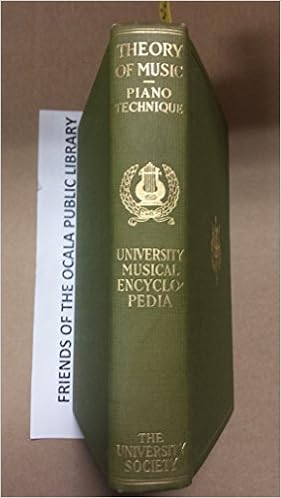 THEORY
OF MUSIC
PIANO
TECHNIQUE
UNIVERSITY
MUSICAL
ENCYCLO
PEDIA
THE
UNIVERSITY
SOCIETY
FRIENDS OF THE OCALA PUBLIC LIBRARY